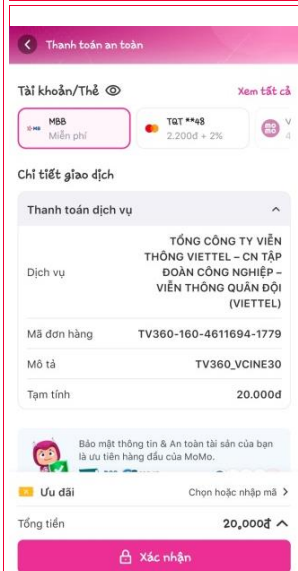 Thanh toán an toàn
Tài khoản/Thẻ
Xem tất cả
MBB
Miễn phí
TQT **48
2.200đ + 2%
Chi tiết giao dịch
Thanh toán dịch vụ
Dịch vụ
TỔNG CÔNG TY VIỄN
THÔNG VIETTEL – CN TẬP
ĐOÀN CÔNG NGHIỆP –
VIỄN THÔNG QUÂN ĐỘI
(VIETTEL)
Mã đơn hàng
TV360-160-4611694-1779
Mô tả
TV360_VCINE30
Tạm tính
20.000đ
Bảo mật thông tin & An toàn tài sản của bạn
là ưu tiên hàng đầu của MoMo.
Ưu đãi
Chọn hoặc nhập mã
Tổng tiền
20,000đ
Xác nhận